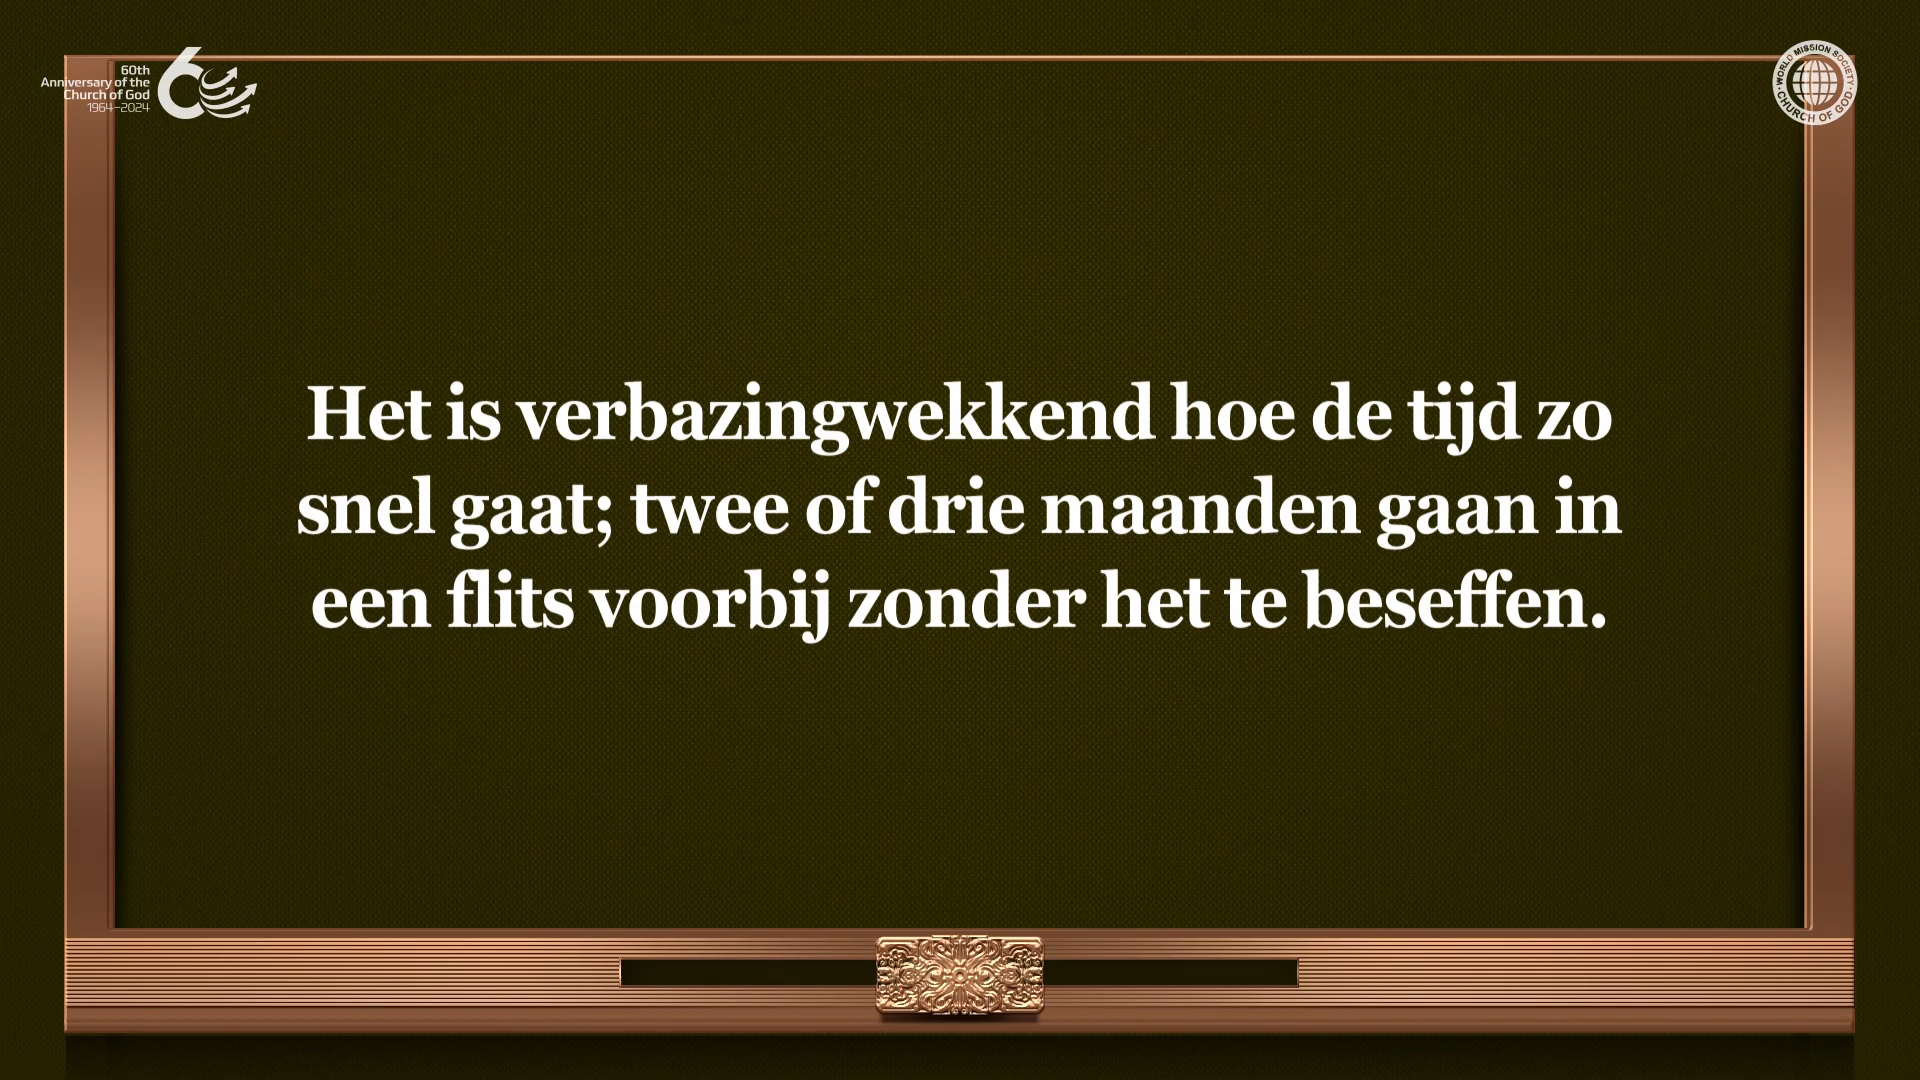 60th
Anniversary of the
Church of God
1964–2024
WORLD MISSION SOCIETY
CHURCH OF GOD
Het is verbazingwekkend hoe de tijd zo
snel gaat; twee of drie maanden gaan in
een flits voorbij zonder het te beseffen.